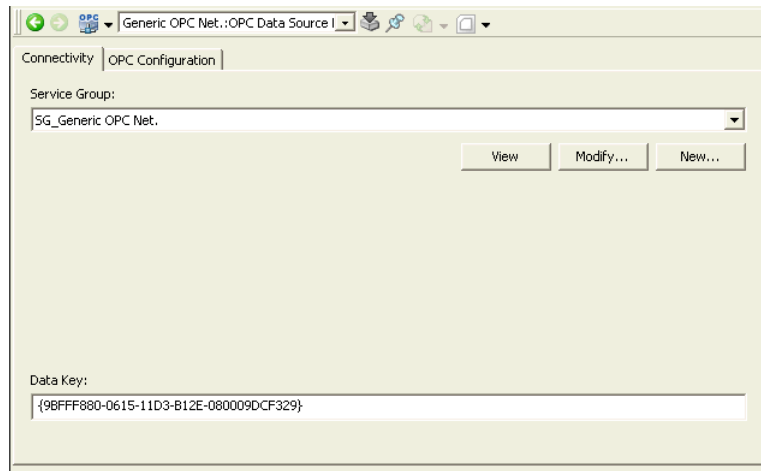 OPC
Generic OPC Net.:OPC Data Source I
Connectivity
OPC Configuration
Service Group:
SG_Generic OPC Net.
View
Modify...
New...
Data Key:
{9BFFF880-0615-11D3-B12E-080009DCF329}